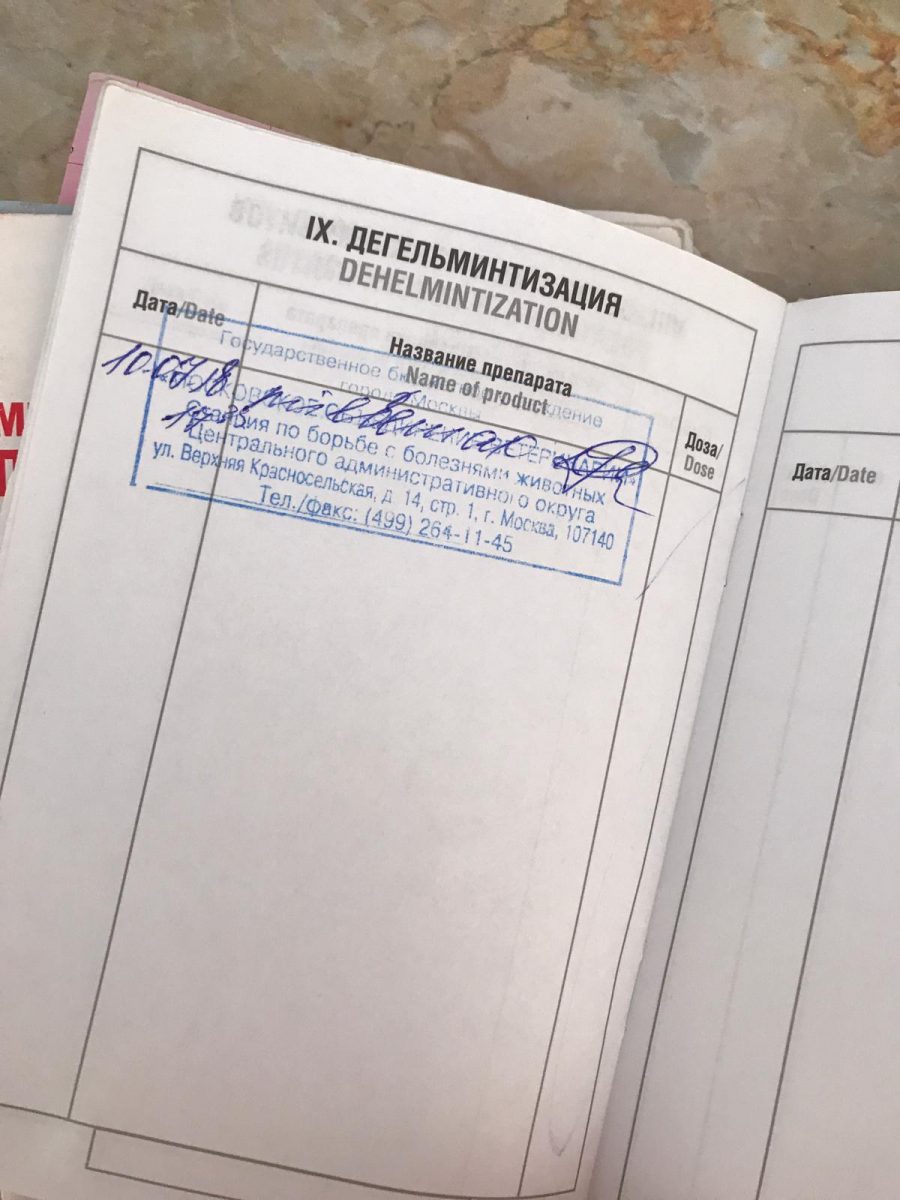 IX. ДЕГЕЛЬМИНТИЗАЦИЯ
DEHELMINTIZATION
Дата/Date
Название препарата
Name of product
Доза/
Dose
Государственное учреждение
города Москвы
10.07.18
Станция по борьбе с болезнями животных
Центрального административного округа
ул. Верхняя Красносельская, д. 14, стр. 1, г. Москва, 107140
Тел./факс: (499) 264-11-45
Дата/Date